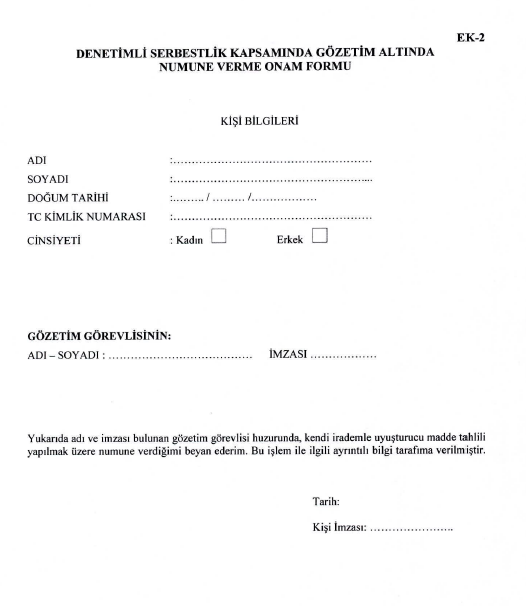 EK-2
DENETİMLİ SERBESTLİK KAPSAMINDA GÖZETİM ALTINDA
NUMUNE VERME ONAM FORMU
KİŞİ BİLGİLERİ
ADI :……………………………………………
SOYADI :……………………………………………...
DOĞUM TARİHİ :……… / ……… /………………
TC KİMLİK NUMARASI :……………………………………………
CİNSİYETİ : Kadın Erkek
GÖZETİM GÖREVLİSİNİN:
ADI – SOYADI : ………………………………… İMZASI ………………
Yukarıda adı ve imzası bulunan gözetim görevlisi huzurunda, kendi irademle uyuşturucu madde tahlili
yapılmak üzere numune verdiğimi beyan ederim. Bu işlem ile ilgili ayrıntılı bilgi tarafıma verilmiştir.
Tarih:
Kişi İmzası: …………………..